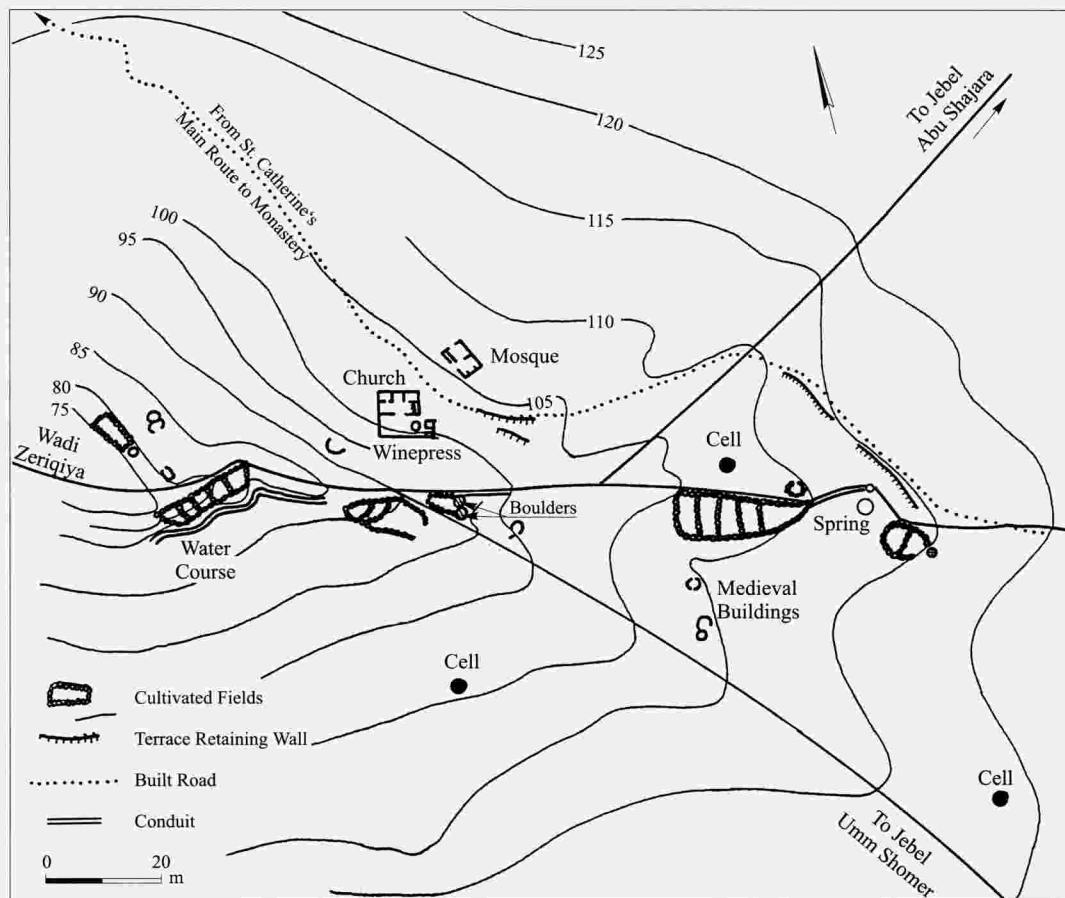 125
120
To Jebel
Abu Shajara
From St. Catherine's
Main Route to Monastery
115
100
95
90
110
85
Mosque
Church
80
75
105
Wadi
Zeriqiya
Winepress
Cell
Boulders
Spring
Water
Course
Medieval
Buildings
Cell
Cell
To Jebel
Umm Shomer
Cultivated Fields
Terrace Retaining Wall
Built Road
Conduit
0 20
m